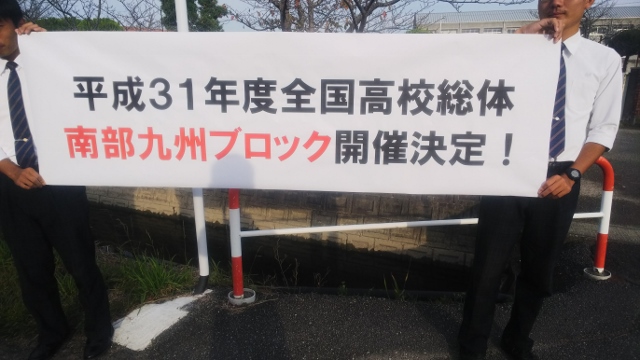 平成31年度全国高校総体
南部九州ブロック開催決定！